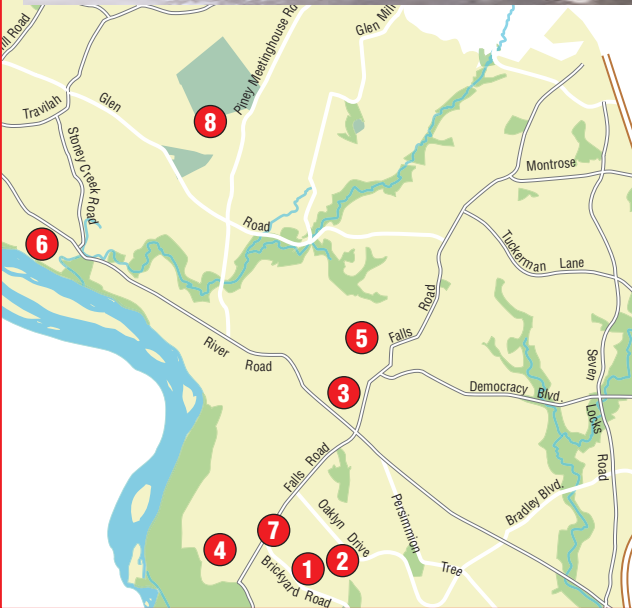 Glen Mill
ill Road
Piney Meetinghouse Rd
Travilah
Glen
8
Stoney Creek Road
Montrose
Road
6
Tuckerman Lane
Road
Falls
5
River
Road
Seven
Locks
Road
3
Democracy Blvd.
Falls Road
Persimmion
Tree
Bradley Blvd.
Oaklyn
Drive
7
4
1
2
Brickyard Road